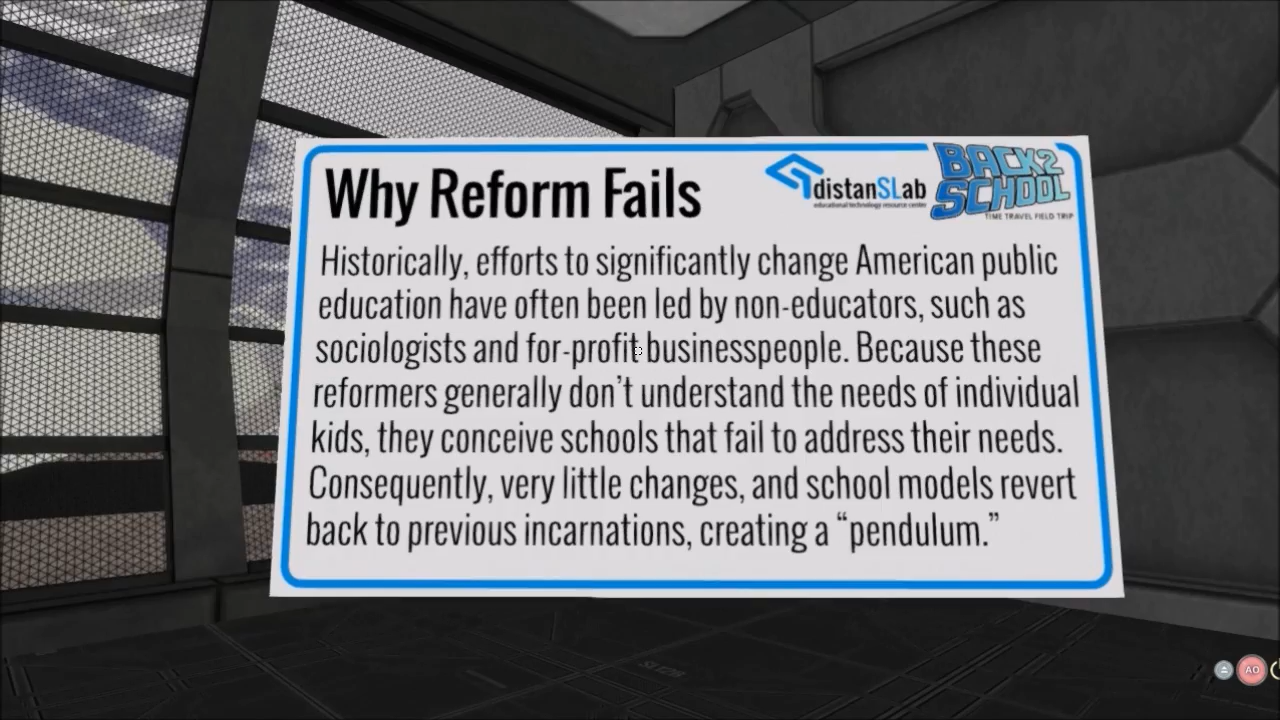 Why Reform Fails
distanSLab
educational technology resource center
BACK2
SCHOOL
TIME TRAVEL FIELD TRIP
Historically, efforts to significantly change American public
education have often been led by non-educators, such as
sociologists and for-profit businesspeople. Because these
reformers generally don’t understand the needs of individual
kids, they conceive schools that fail to address their needs.
Consequently, very little changes, and school models revert
back to previous incarnations, creating a “pendulum.”
AO